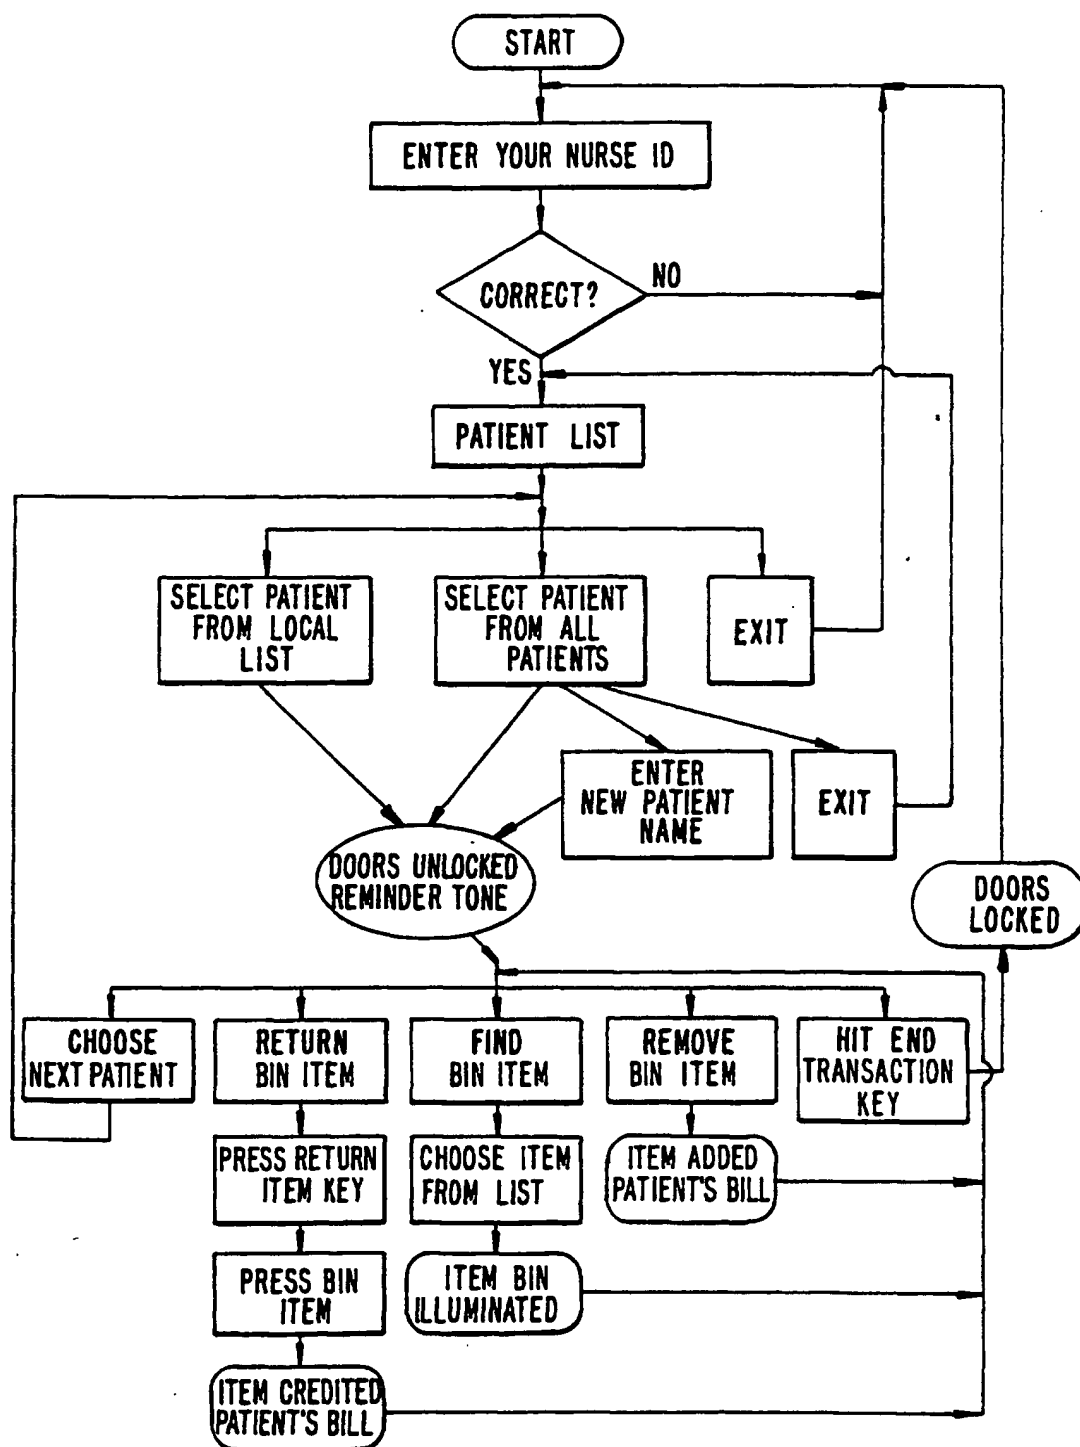 START
ENTER YOUR NURSE ID
CORRECT?
NO
YES
PATIENT LIST
SELECT PATIENT
FROM LOCAL
LIST
SELECT PATIENT
FROM ALL
PATIENTS
EXIT
ENTER
NEW PATIENT
NAME
EXIT
DOORS UNLOCKED
REMINDER TONE
DOORS
LOCKED
CHOOSE
NEXT PATIENT
RETURN
BIN ITEM
FIND
BIN ITEM
REMOVE
BIN ITEM
HIT END
TRANSACTION
KEY
PRESS RETURN
ITEM KEY
CHOOSE ITEM
FROM LIST
ITEM ADDED
PATIENT'S BILL
PRESS BIN
ITEM
ITEM BIN
ILLUMINATED
ITEM CREDITED
PATIENT'S BILL